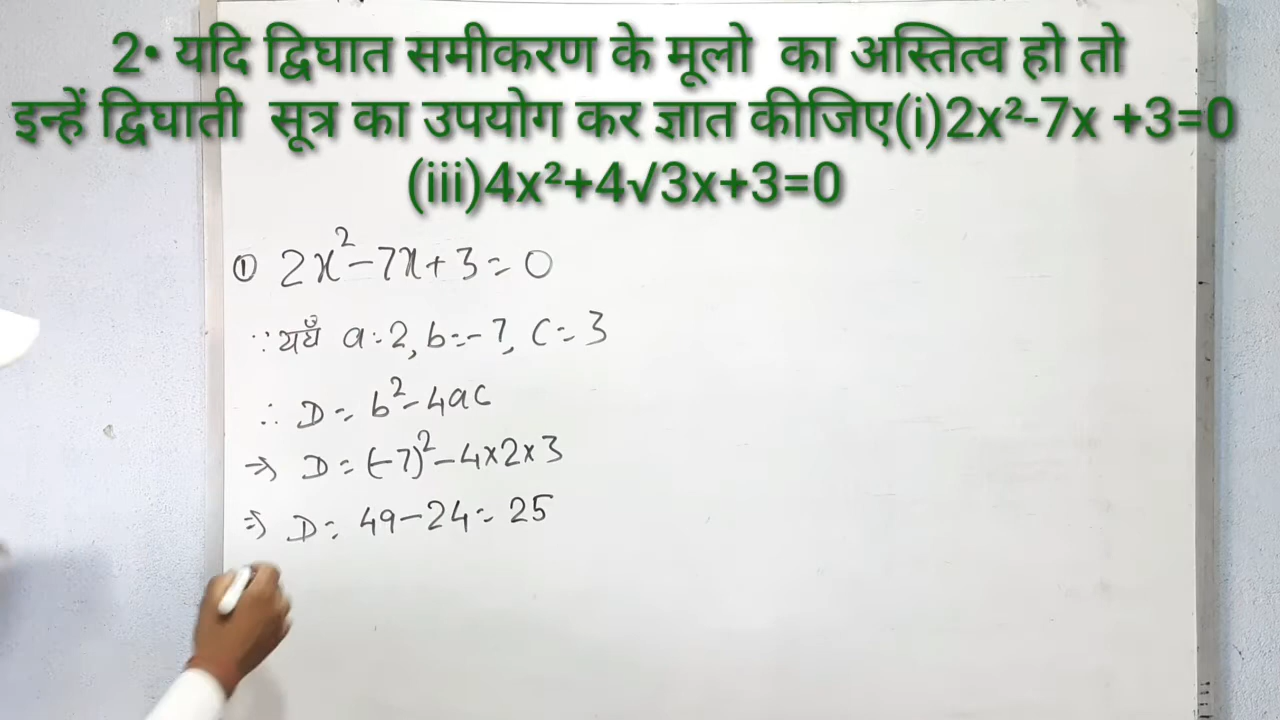 2• यदि द्विघात समीकरण के मूलो का अस्तित्व हो तो
इन्हें द्विघाती सूत्र का उपयोग कर ज्ञात कीजिए(i)2x²-7x +3=0
(iii)4x²+4√3x+3=0
① 2x²-7x+3=0
∵ यहाँ a=2, b=-7, c=3
∴ D= b²-4ac
⇒ D=(-7)²-4×2×3
⇒ D= 49-24= 25